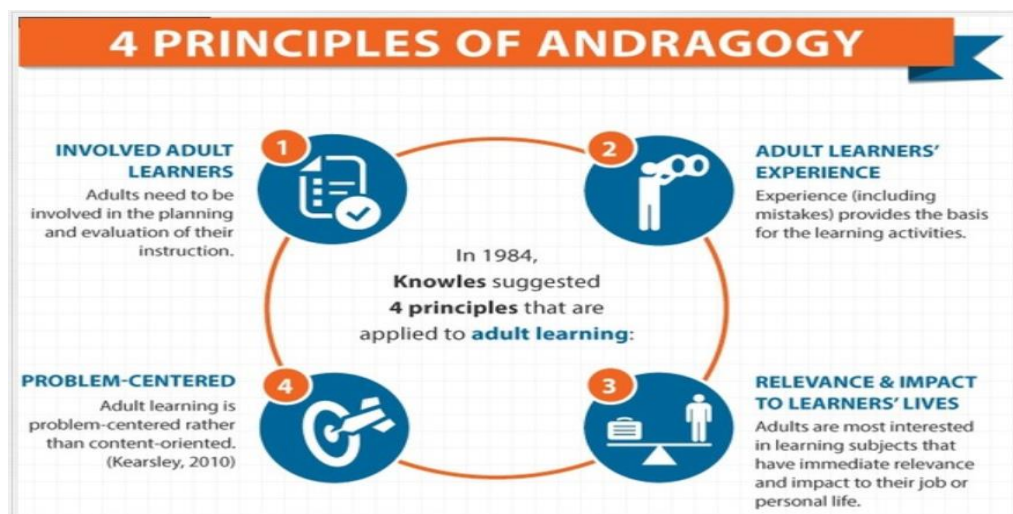 4 PRINCIPLES OF ANDRAGOGY
1
INVOLVED ADULT
LEARNERS
Adults need to be
involved in the planning
and evaluation of their
instruction.
2
ADULT LEARNERS'
EXPERIENCE
Experience (including
mistakes) provides the basis
for the learning activities.
In 1984,
Knowles suggested
4 principles that are
applied to adult learning:
4
PROBLEM-CENTERED
Adult learning is
problem-centered rather
than content-oriented.
(Kearsley, 2010)
3
RELEVANCE & IMPACT
TO LEARNERS' LIVES
Adults are most interested
in learning subjects that
have immediate relevance
and impact to their job or
personal life.